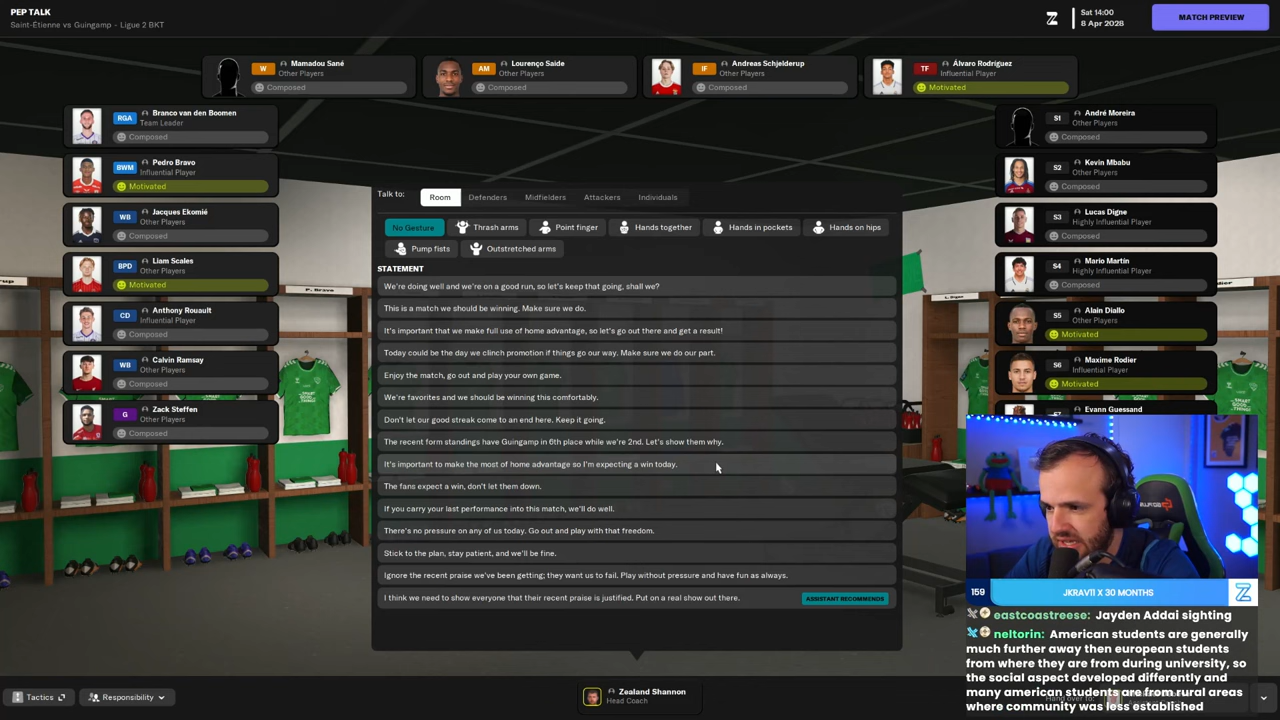 PEP TALK
Saint-Étienne vs Guingamp - Ligue 2 BKT
Sat 14:00
8 Apr 2028
MATCH PREVIEW
W
Mamadou Sané
Other Players
Composed
AM
Lourenço Saide
Other Players
Composed
IF
Andreas Schjelderup
Other Players
Composed
TF
Álvaro Rodríguez
Influential Player
Motivated
RGA
Branco van den Boomen
Team Leader
Composed
BWM
Pedro Bravo
Influential Player
Motivated
WB
Jacques Ekomié
Other Players
Composed
BPD
Liam Scales
Other Players
Motivated
CD
Anthony Rouault
Influential Player
Composed
WB
Calvin Ramsay
Other Players
Composed
G
Zack Steffen
Other Players
Composed
P. Bravo
Talk to:
Room
Defenders
Midfielders
Attackers
Individuals
No Gesture
Thrash arms
Point finger
Hands together
Hands in pockets
Hands on hips
Pump fists
Outstretched arms
STATEMENT
We're doing well and we're on a good run, so let's keep that going, shall we?
This is a match we should be winning. Make sure we do.
It's important that we make full use of home advantage, so let's go out there and get a result!
Today could be the day we clinch promotion if things go our way. Make sure we do our part.
Enjoy the match, go out and play your own game.
We're favorites and we should be winning this comfortably.
Don't let our good streak come to an end here. Keep it going.
The recent form standings have Guingamp in 6th place while we're 2nd. Let's show them why.
It's important to make the most of home advantage so I'm expecting a win today.
The fans expect a win, don't let them down.
If you carry your last performance into this match, we'll do well.
There's no pressure on any of us today. Go out and play with that freedom.
Stick to the plan, stay patient, and we'll be fine.
Ignore the recent praise we've been getting; they want us to fail. Play without pressure and have fun as always.
I think we need to show everyone that their recent praise is justified. Put on a real show out there.
ASSISTANT RECOMMENDS
S1
André Moreira
Other Players
Composed
S2
Kevin Mbabu
Other Players
Composed
S3
Lucas Digne
Highly Influential Player
Composed
S4
Mario Martín
Highly Influential Player
Composed
S5
Alain Diallo
Other Players
Motivated
S6
Maxime Rodier
Influential Player
Motivated
Evann Guessand
159
JKRAV11 X 30 MONTHS
eastcoastreese: Jayden Addai sighting
neltorin: American students are generally
much further away then european students
from where they are from during university, so
the social aspect developed differently and
many american students are from rural areas
where community was less established
Tactics
Responsibility
Zealand Shannon
Head Coach